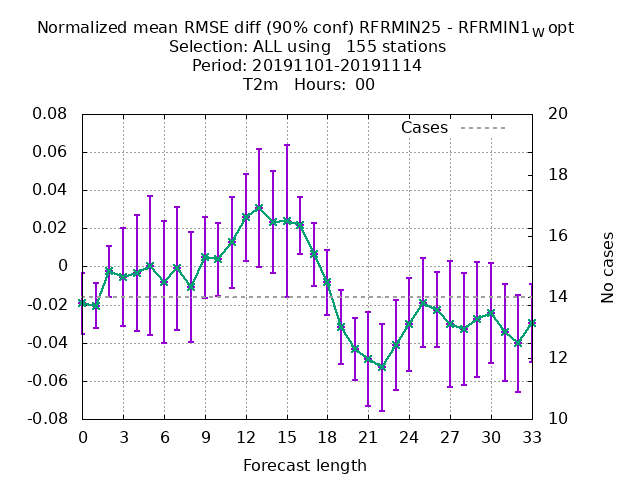 Normalized mean RMSE diff (90% conf) RFRMIN25 - RFRMIN1wopt
Selection: ALL using 155 stations
Period: 20191101-20191114
T2m Hours: 00
Cases
0.08
0.06
0.04
0.02
0
-0.02
-0.04
-0.06
-0.08
20
18
16
14
12
10
No cases
0 3 6 9 12 15 18 21 24 27 30 33
Forecast length